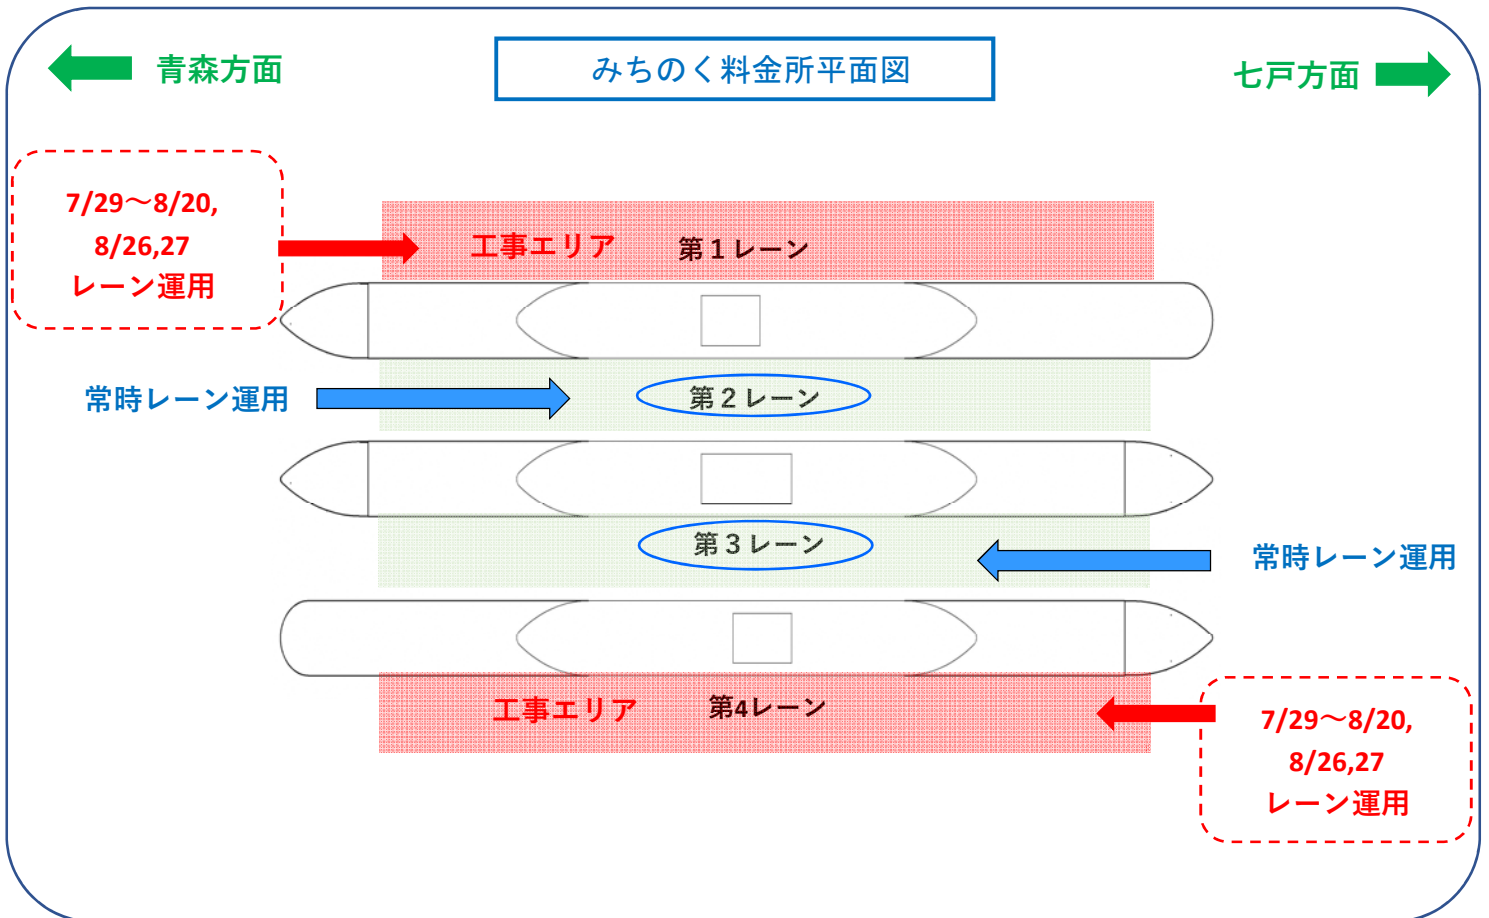 青森方面
みちのく料金所平面図
七戸方面
7/29～8/20,
8/26,27
レーン運用
工事エリア
第１レーン
常時レーン運用
第２レーン
第３レーン
常時レーン運用
工事エリア
第4レーン
7/29～8/20,
8/26,27
レーン運用